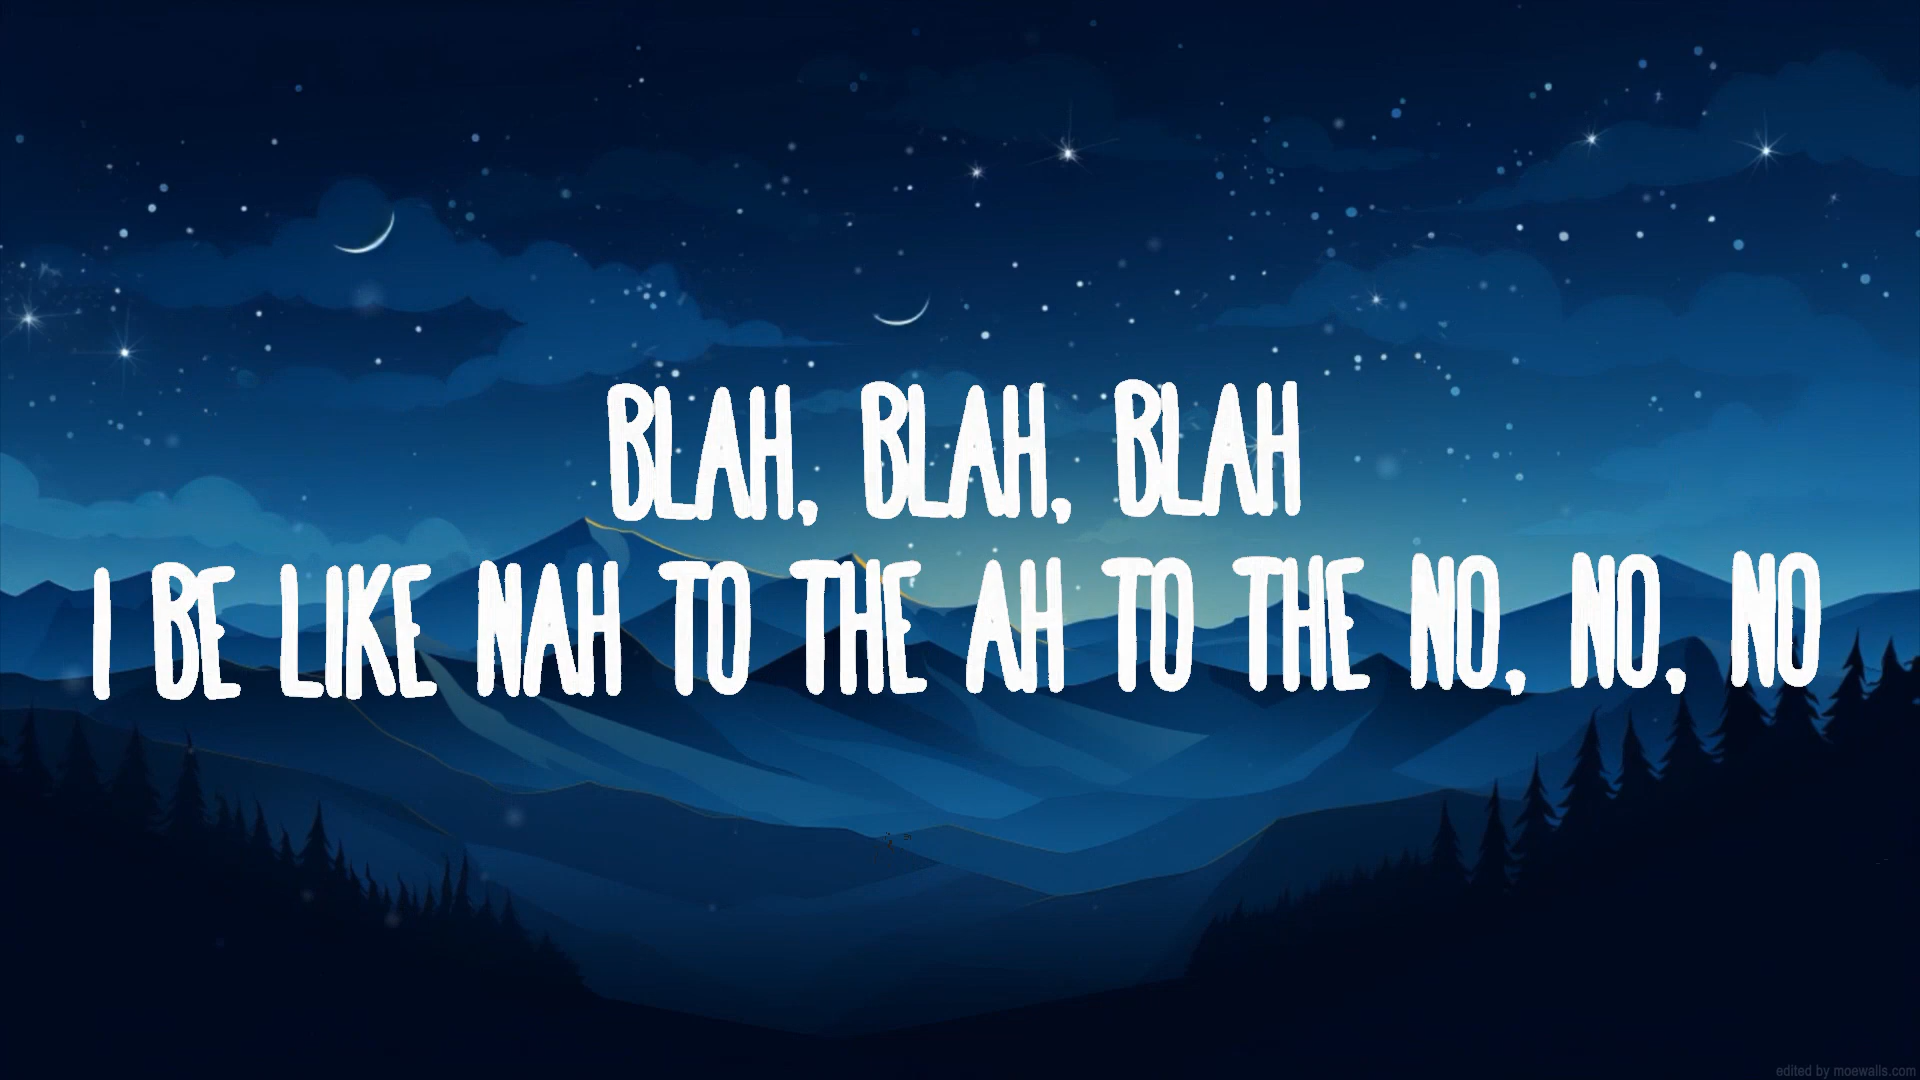 BLAH, BLAH, BLAH
I BE LIKE NAH TO THE AH TO THE NO, NO, NO
edited by moewalls.com